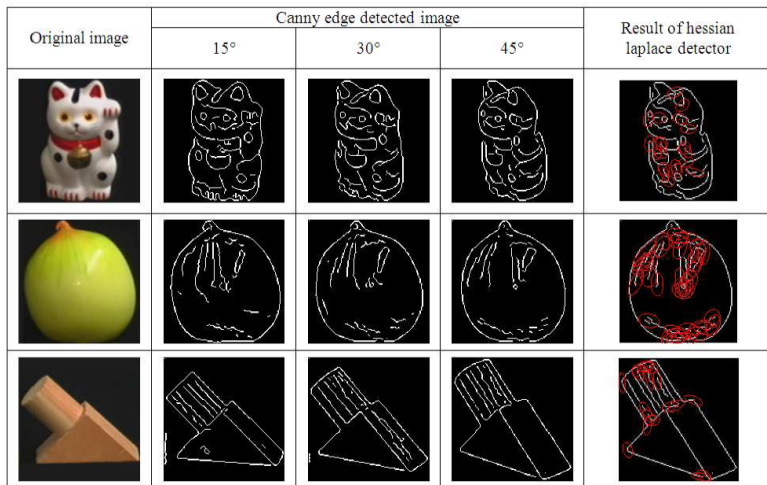 Original image
Canny edge detected image
15°
30°
45°
Result of hessian
laplace detector